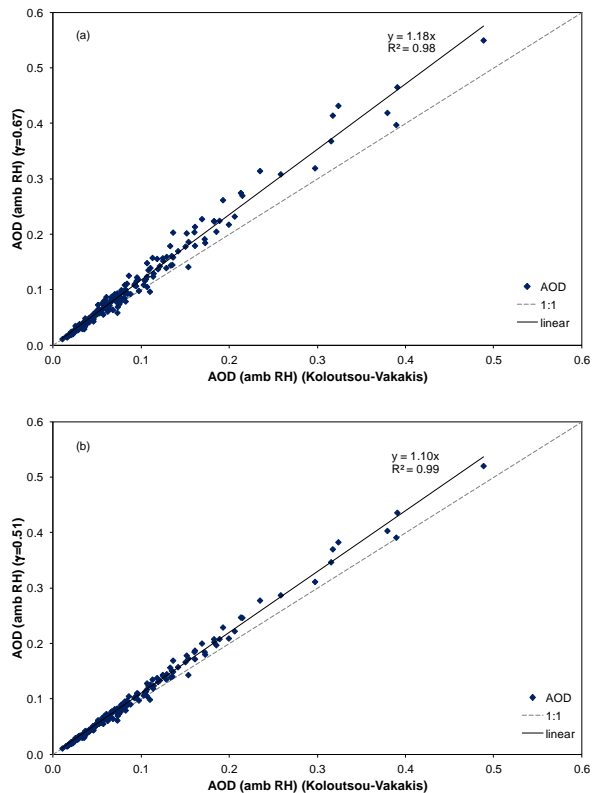 (a)
y = 1.18x
R² = 0.98
0.6
0.5
0.4
0.3
0.2
0.1
0.0
AOD (amb RH) (γ=0.67)
AOD
1:1
linear
0.0 0.1 0.2 0.3 0.4 0.5 0.6
AOD (amb RH) (Koloutsou-Vakakis)
(b)
y = 1.10x
R² = 0.99
0.6
0.5
0.4
0.3
0.2
0.1
0.0
AOD (amb RH) (γ=0.51)
AOD
1:1
linear
0.0 0.1 0.2 0.3 0.4 0.5 0.6
AOD (amb RH) (Koloutsou-Vakakis)